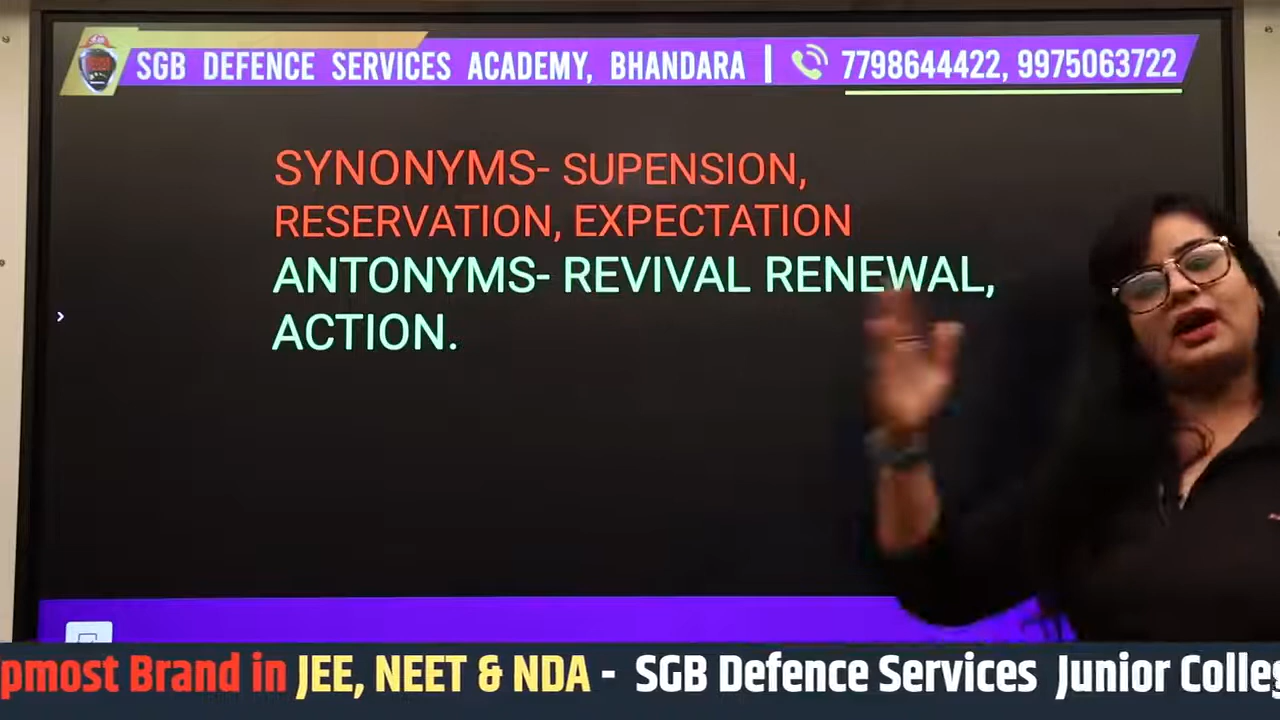 SGB DEFENCE SERVICES ACADEMY, BHANDARA | 7798644422, 9975063722
SYNONYMS- SUPENSION,
RESERVATION, EXPECTATION
ANTONYMS- REVIVAL RENEWAL,
ACTION.
pmost Brand in JEE, NEET & NDA - SGB Defence Services Junior Colleg